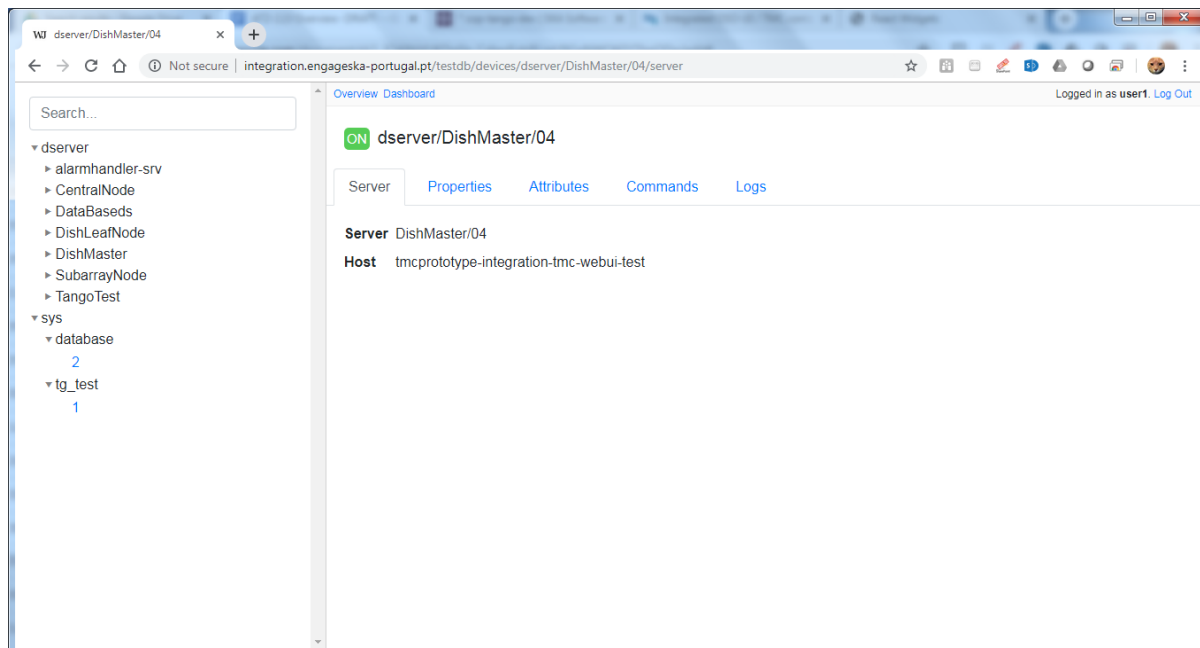 WJ dserver/DishMaster/04
Not secure | integration.engageska-portugal.pt/testdb/devices/dserver/DishMaster/04/server
Search...
Overview Dashboard
Logged in as user1. Log Out
dserver
alarmhandler-srv
CentralNode
DataBaseds
DishLeafNode
DishMaster
SubarrayNode
TangoTest
sys
database
2
tg_test
1
ON dserver/DishMaster/04
Server Properties Attributes Commands Logs
Server DishMaster/04
Host tmcprototype-integration-tmc-webui-test